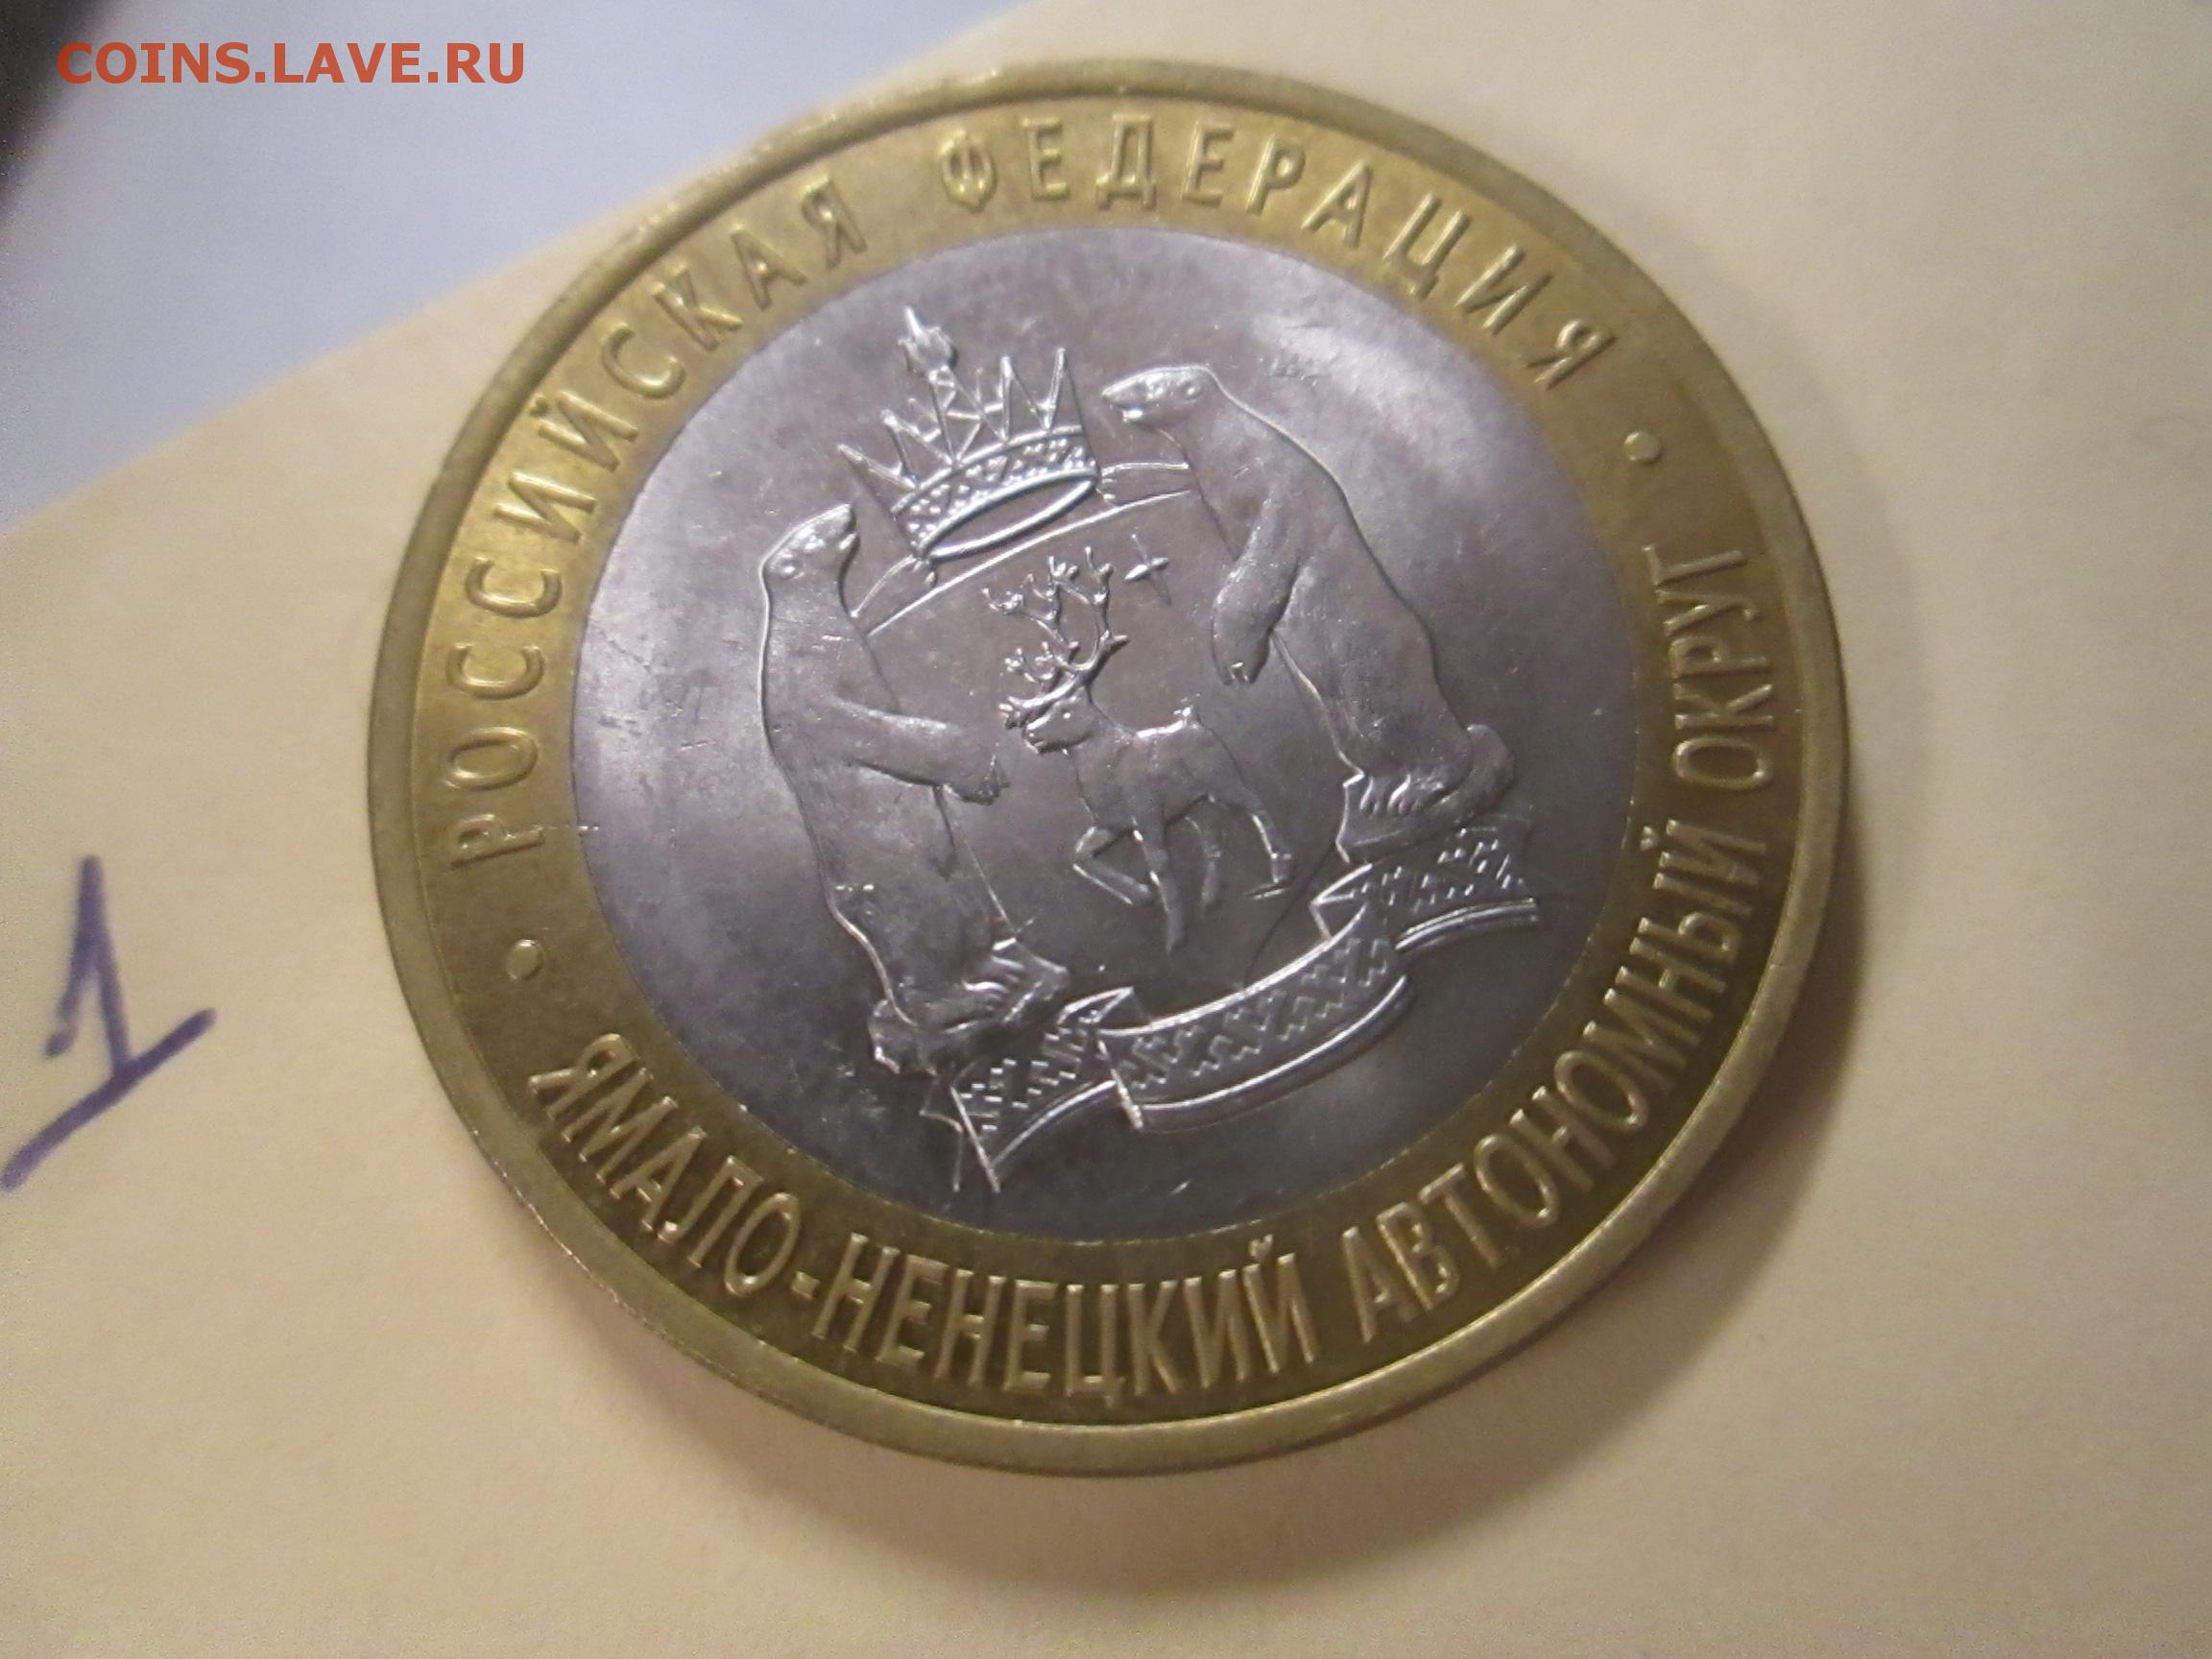 COINS.LAVE.RU
РОССИЙСКАЯ ФЕДЕРАЦИЯ
ЯМАЛО-НЕНЕЦКИЙ АВТОНОМНЫЙ ОКРУГ
1